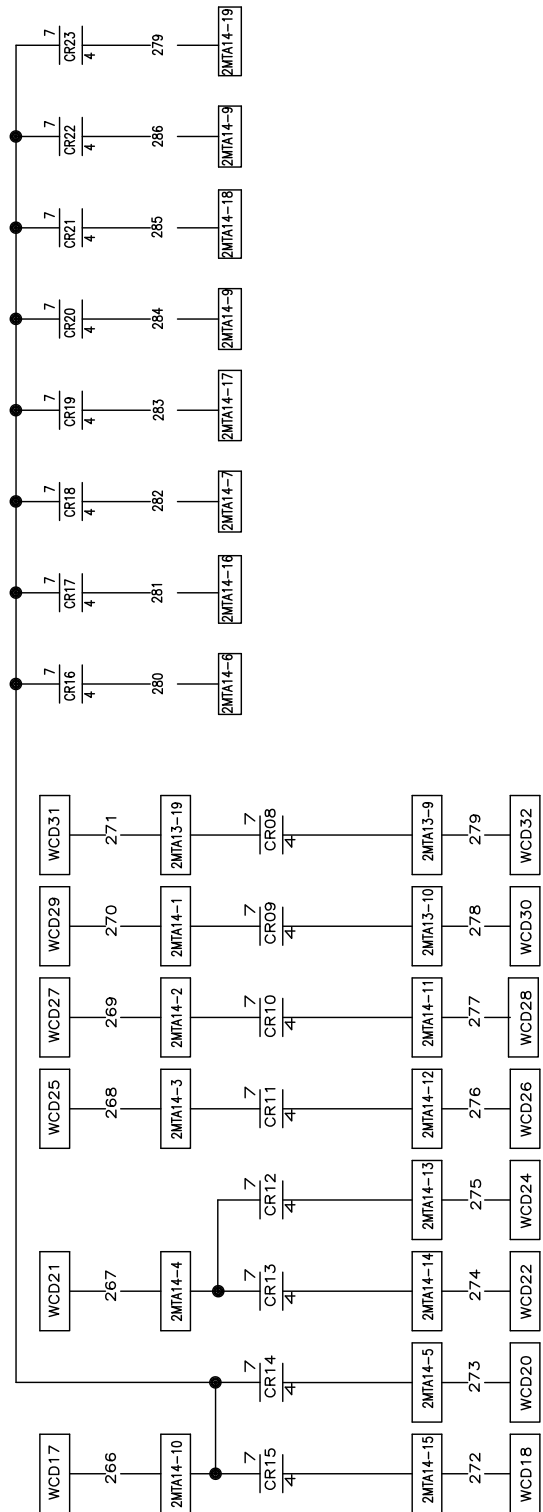 WCD17
266
2MTA14-10
7
CR15
4
2MTA14-15
272
WCD18
7
CR14
4
2MTA14-5
273
WCD20
WCD21
267
2MTA14-4
7
CR13
4
2MTA14-14
274
WCD22
7
CR12
4
2MTA14-13
275
WCD24
WCD25
268
2MTA14-3
7
CR11
4
2MTA14-12
276
WCD26
WCD27
269
2MTA14-2
7
CR10
4
2MTA14-11
277
WCD28
WCD29
270
2MTA14-1
7
CR09
4
2MTA13-10
278
WCD30
WCD31
271
2MTA13-19
7
CR08
4
2MTA13-9
279
WCD32
7
CR16
4
280
2MTA14-6
7
CR17
4
281
2MTA14-16
7
CR18
4
282
2MTA14-7
7
CR19
4
283
2MTA14-17
7
CR20
4
284
2MTA14-9
7
CR21
4
285
2MTA14-18
7
CR22
4
286
2MTA14-9
7
CR23
4
279
2MTA14-19